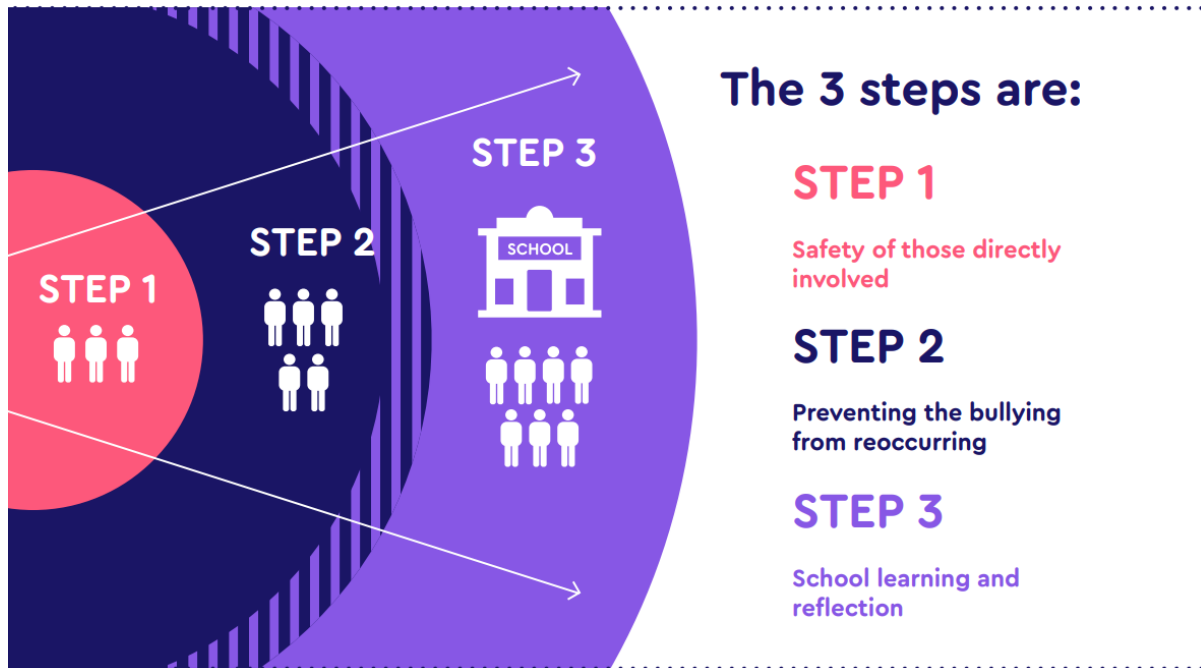 STEP 1
STEP 2
STEP 3
SCHOOL
The 3 steps are:
STEP 1
Safety of those directly
involved
STEP 2
Preventing the bullying
from reoccurring
STEP 3
School learning and
reflection